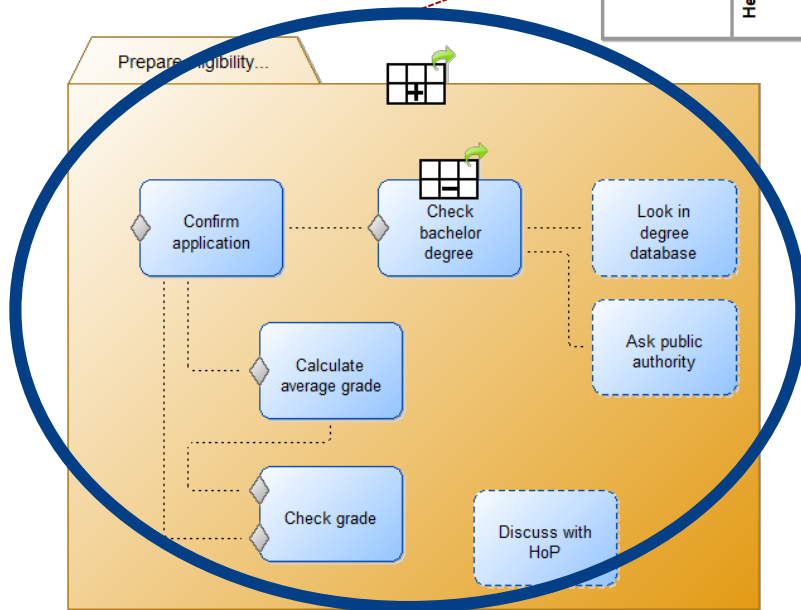 He
Prepare eligibility...
Confirm
application
Check
bachelor
degree
Look in
degree
database
Ask public
authority
Calculate
average grade
Check grade
Discuss with
HoP